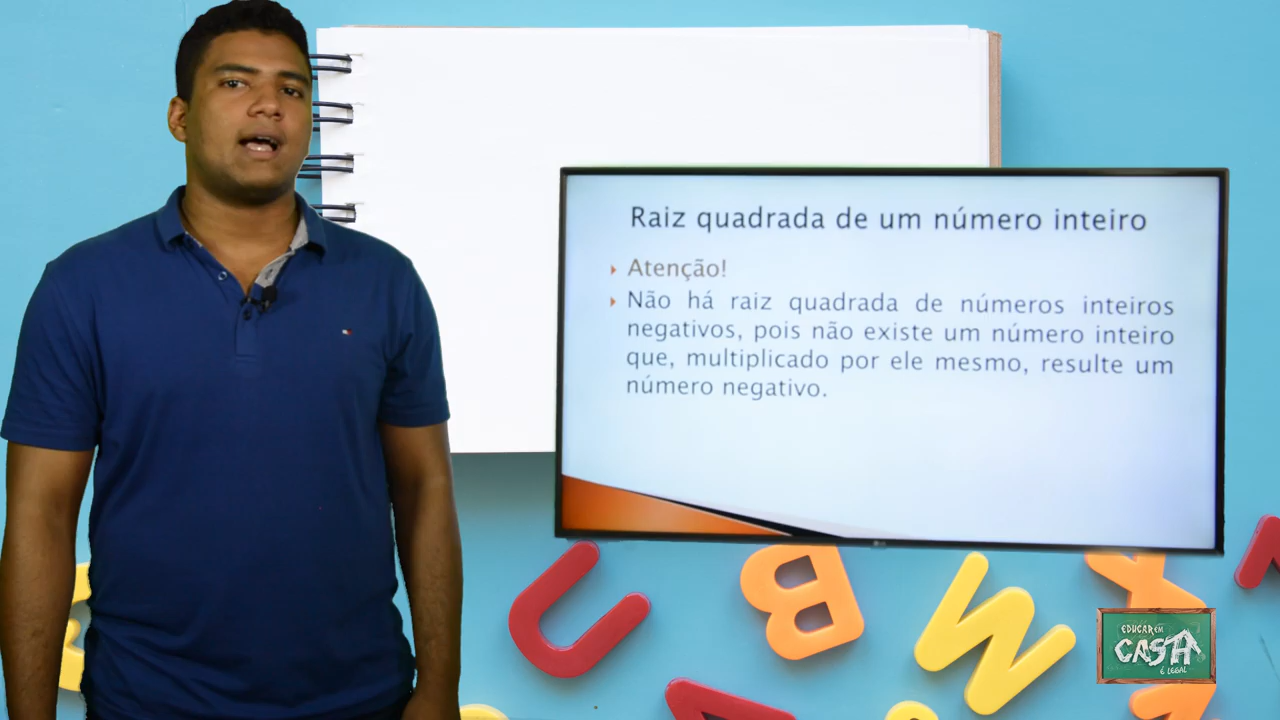 Raiz quadrada de um número inteiro
Atenção!
Não há raiz quadrada de números inteiros
negativos, pois não existe um número inteiro
que, multiplicado por ele mesmo, resulte um
número negativo.
U
B
W
X
EDUCAR EM
CASA
É LEGAL